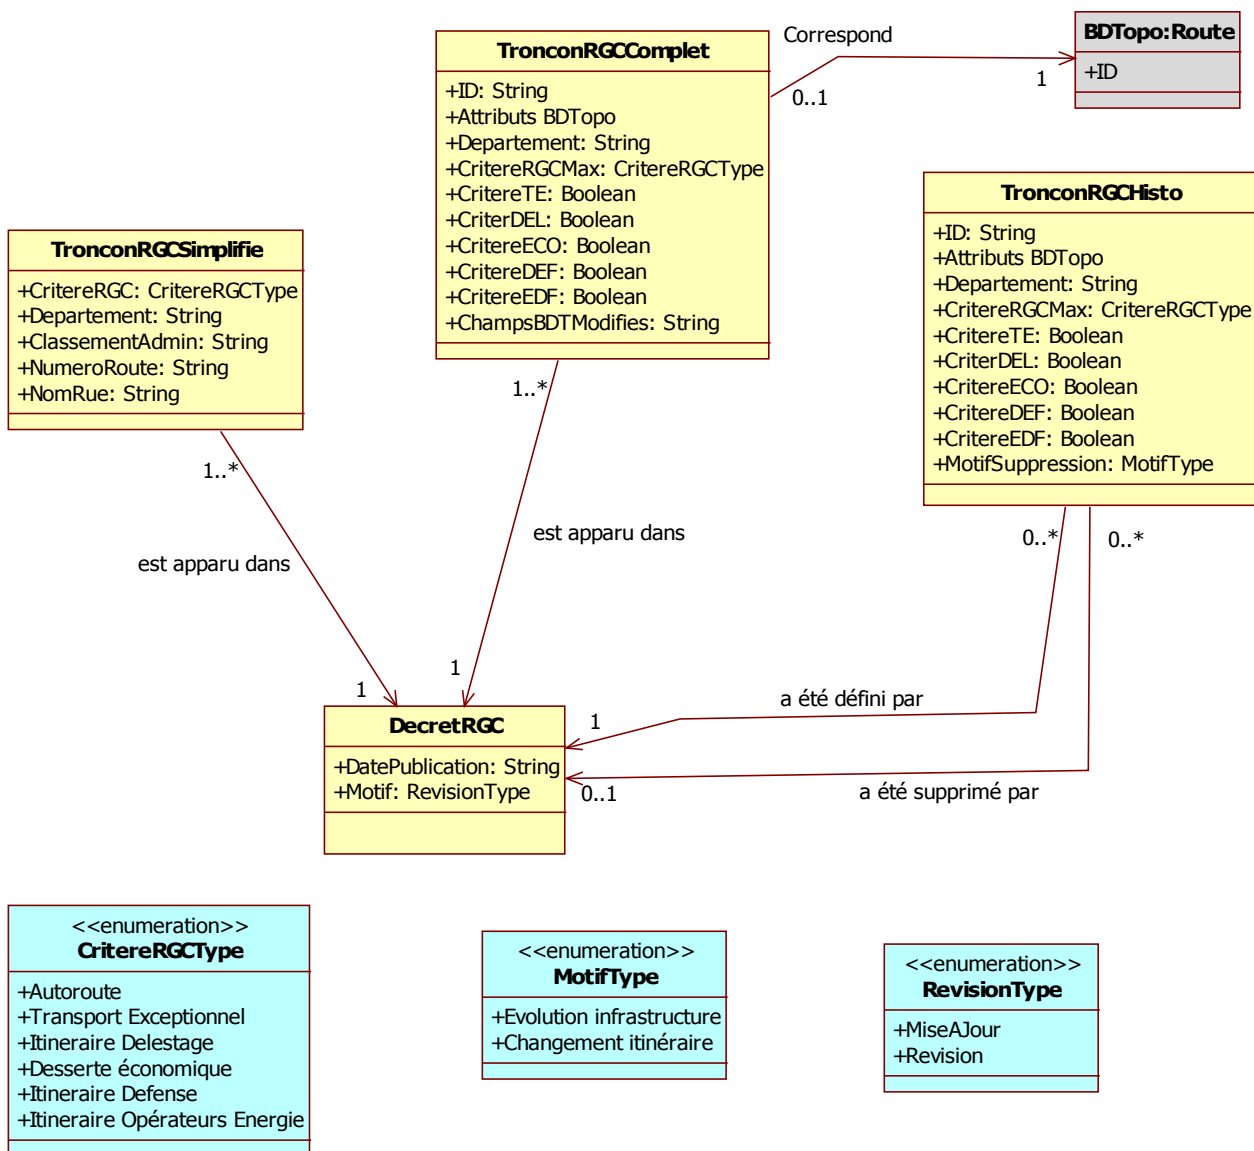 Correspond
BDTopo:Route
+ID
0..1
1
TronconRGCComplet
+ID: String
+Attributs BDTopo
+Departement: String
+CritereRGCMax: CritereRGCType
+CritereTE: Boolean
+CriterDEL: Boolean
+CritereECO: Boolean
+CritereDEF: Boolean
+CritereEDF: Boolean
+ChampsBDTModifies: String
TronconRGCHisto
+ID: String
+Attributs BDTopo
+Departement: String
+CritereRGCMax: CritereRGCType
+CritereTE: Boolean
+CriterDEL: Boolean
+CritereECO: Boolean
+CritereDEF: Boolean
+CritereEDF: Boolean
+MotifSuppression: MotifType
TronconRGCSimplifie
+CritereRGC: CritereRGCType
+Departement: String
+ClassementAdmin: String
+NumeroRoute: String
+NomRue: String
1..*
est apparu dans
1
1..*
est apparu dans
1
0..*
a été défini par
1
0..*
a été supprimé par
0..1
DecretRGC
+DatePublication: String
+Motif: RevisionType
<<enumeration>>
CritereRGCType
+Autoroute
+Transport Exceptionnel
+Itineraire Delestage
+Desserte économique
+Itineraire Defense
+Itineraire Opérateurs Energie
<<enumeration>>
MotifType
+Evolution infrastructure
+Changement itinéraire
<<enumeration>>
RevisionType
+MiseAJour
+Revision